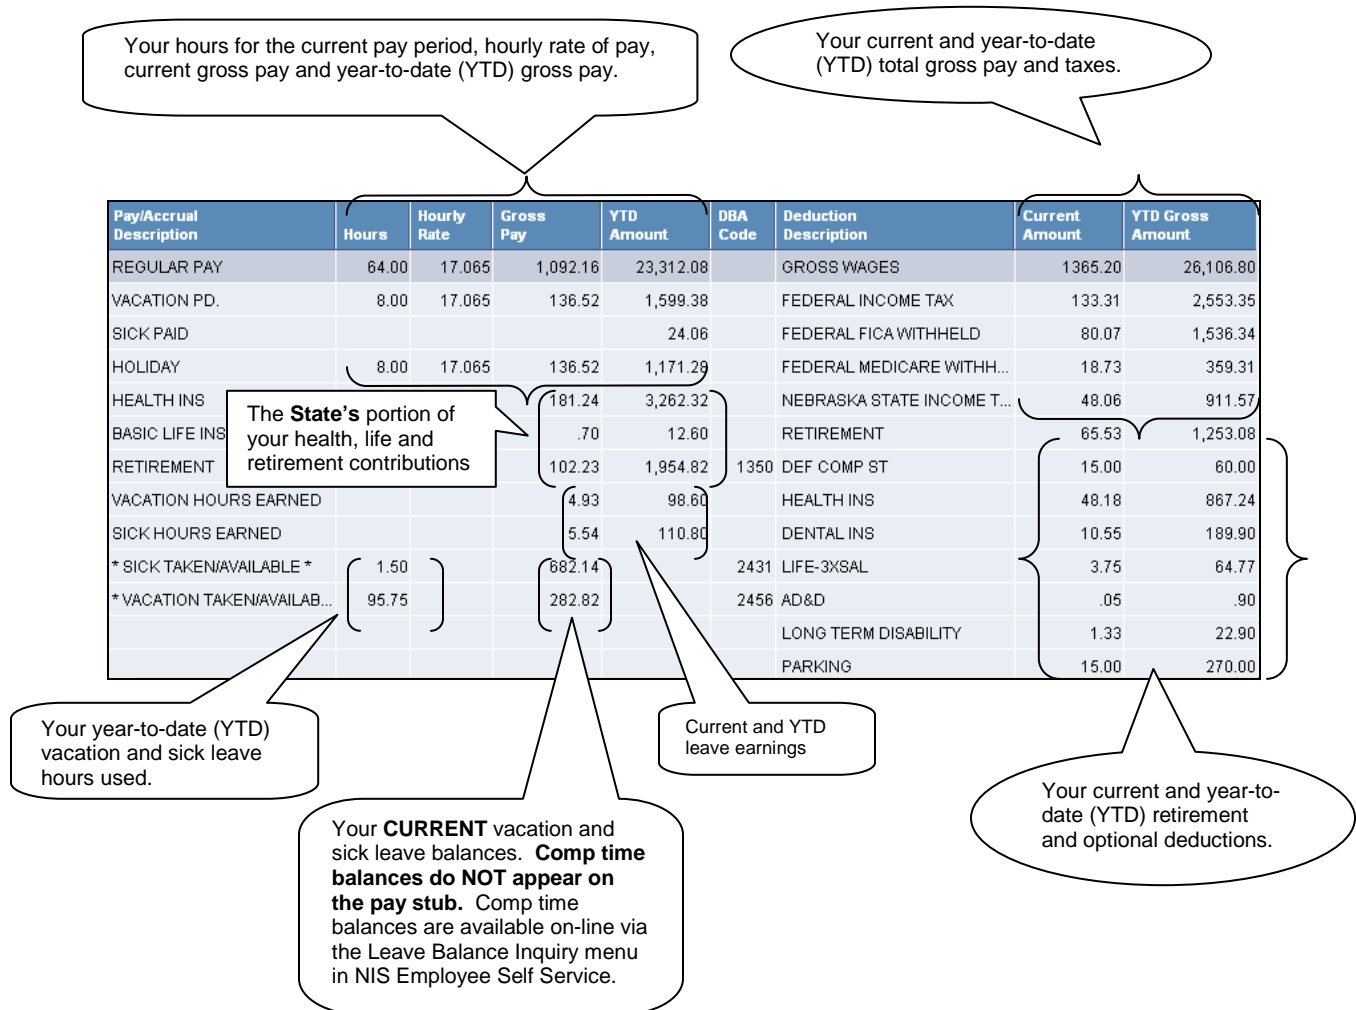 Your hours for the current pay period, hourly rate of pay,
current gross pay and year-to-date (YTD) gross pay.
Your current and year-to-date
(YTD) total gross pay and taxes.
Pay/Accrual Description Hours Hourly Rate Gross Pay YTD Amount DBA Code Deduction Description Current Amount YTD Gross Amount
REGULAR PAY 64.00 17.065 1,092.16 23,312.08 GROSS WAGES 1365.20 26,106.80
VACATION PD. 8.00 17.065 136.52 1,599.38 FEDERAL INCOME TAX 133.31 2,553.35
SICK PAID 24.06 FEDERAL FICA WITHHELD 80.07 1,536.34
HOLIDAY 8.00 17.065 136.52 1,171.28 FEDERAL MEDICARE WITHH... 18.73 359.31
HEALTH INS 181.24 3,262.32 NEBRASKA STATE INCOME T... 48.06 911.57
BASIC LIFE INS .70 12.60 RETIREMENT 65.53 1,253.08
RETIREMENT 102.23 1,954.82 1350 DEF COMP ST 15.00 60.00
VACATION HOURS EARNED 4.93 98.60 HEALTH INS 48.18 867.24
SICK HOURS EARNED 5.54 110.80 DENTAL INS 10.55 189.90
* SICK TAKEN/AVAILABLE * 1.50 682.14 2431 LIFE-3XSAL 3.75 64.77
* VACATION TAKEN/AVAILAB... 95.75 282.82 2456 AD&D .05 .90
LONG TERM DISABILITY 1.33 22.90
PARKING 15.00 270.00
The State's portion of
your health, life and
retirement contributions
Your year-to-date (YTD)
vacation and sick leave
hours used.
Current and YTD
leave earnings
Your CURRENT vacation and
sick leave balances. Comp time
balances do NOT appear on
the pay stub. Comp time
balances are available on-line via
the Leave Balance Inquiry menu
in NIS Employee Self Service.
Your current and year-to-
date (YTD) retirement
and optional deductions.